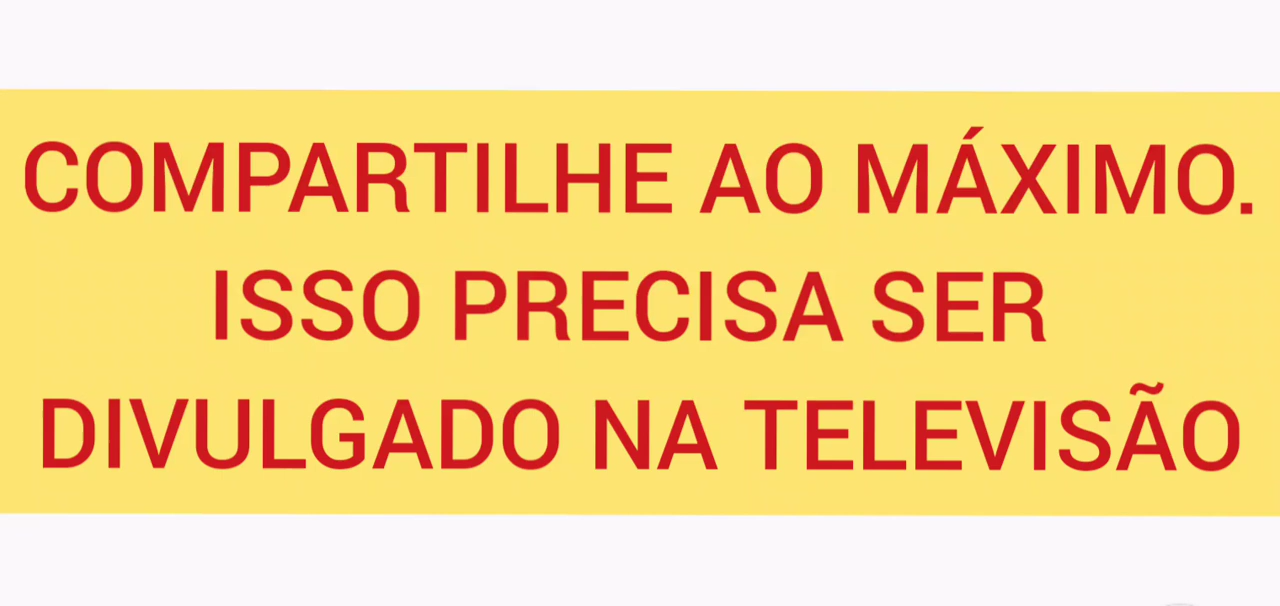 COMPARTILHE AO MÁXIMO.
ISSO PRECISA SER
DIVULGADO NA TELEVISÃO